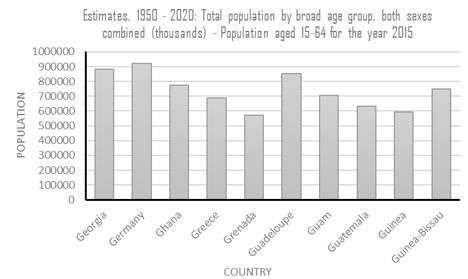 Estimates, 1950 - 2020: Total population by broad age group, both sexes
combined (thousands) - Population aged 15-64 for the year 2015
1000000
900000
800000
700000
600000
500000
400000
300000
200000
100000
0
POPULATION
Georgia
Germany
Ghana
Greece
Grenada
Guadeloupe
Guam
Guatemala
Guinea
Guinea-Bissau
COUNTRY